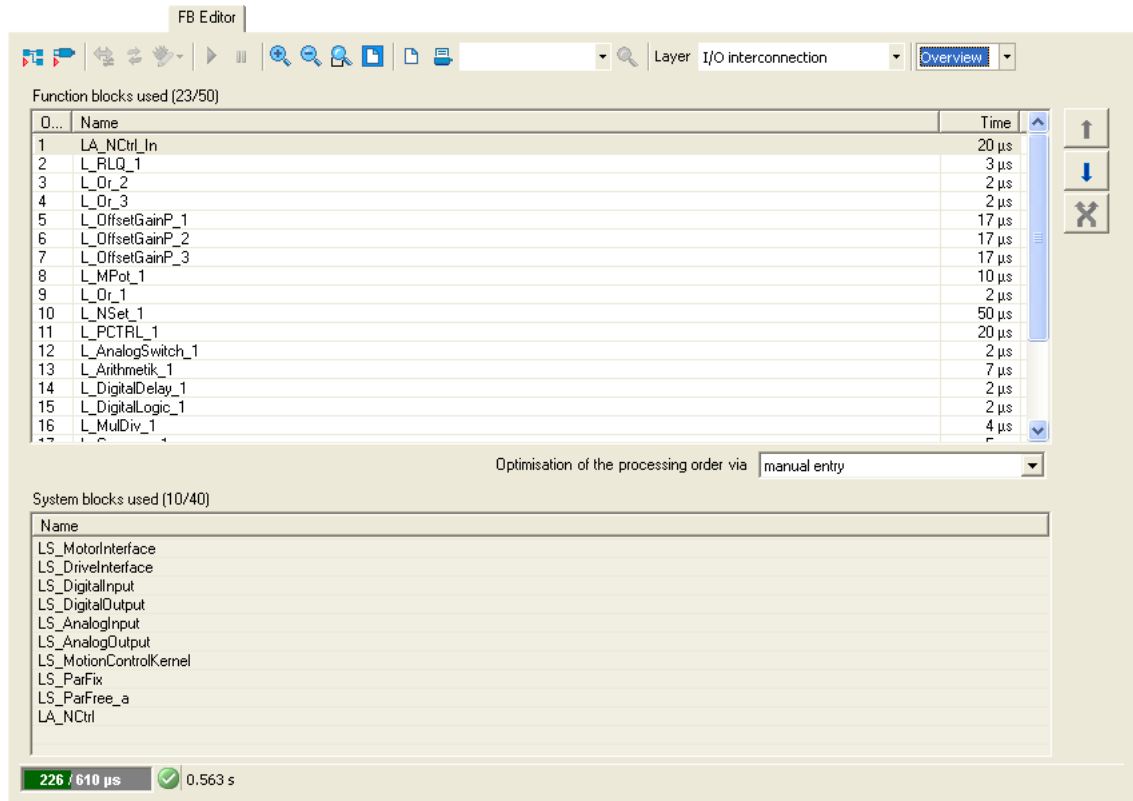 FB Editor
Layer I/O interconnection Overview
Function blocks used (23/50)
O... Name Time
1 LA_NCtrl_In 20 µs
2 L_RLQ_1 3 µs
3 L_Or_2 2 µs
4 L_Or_3 2 µs
5 L_OffsetGainP_1 17 µs
6 L_OffsetGainP_2 17 µs
7 L_OffsetGainP_3 17 µs
8 L_MPot_1 10 µs
9 L_Or_1 2 µs
10 L_NSet_1 50 µs
11 L_PCTRL_1 20 µs
12 L_AnalogSwitch_1 2 µs
13 L_Arithmetik_1 7 µs
14 L_DigitalDelay_1 2 µs
15 L_DigitalLogic_1 2 µs
16 L_MulDiv_1 4 µs
Optimisation of the processing order via manual entry
System blocks used (10/40)
Name
LS_MotorInterface
LS_DriveInterface
LS_DigitalInput
LS_DigitalOutput
LS_AnalogInput
LS_AnalogOutput
LS_MotionControlKernel
LS_ParFix
LS_ParFree_a
LA_NCtrl
226 / 610 µs 0.563 s